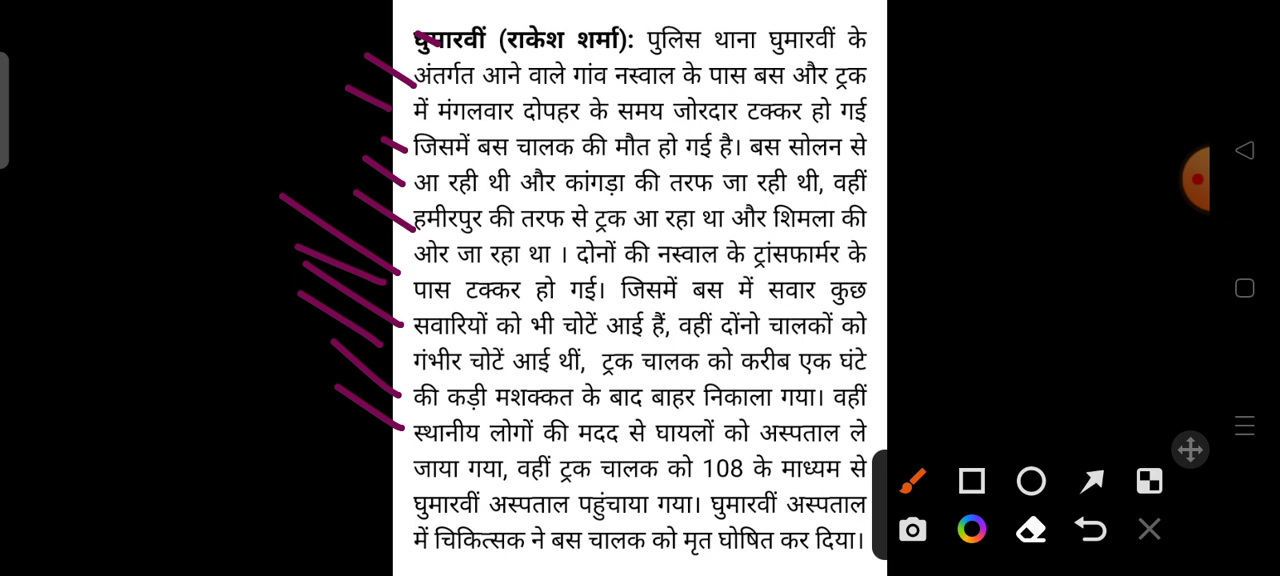 घुमारवीं (राकेश शर्मा): पुलिस थाना घुमारवीं के
अंतर्गत आने वाले गांव नस्वाल के पास बस और ट्रक
में मंगलवार दोपहर के समय जोरदार टक्कर हो गई
जिसमें बस चालक की मौत हो गई है। बस सोलन से
आ रही थी और कांगड़ा की तरफ जा रही थी, वहीं
हमीरपुर की तरफ से ट्रक आ रहा था और शिमला की
ओर जा रहा था । दोनों की नस्वाल के ट्रांसफार्मर के
पास टक्कर हो गई। जिसमें बस में सवार कुछ
सवारियों को भी चोटें आई हैं, वहीं दोंनो चालकों को
गंभीर चोटें आई थीं, ट्रक चालक को करीब एक घंटे
की कड़ी मशक्कत के बाद बाहर निकाला गया। वहीं
स्थानीय लोगों की मदद से घायलों को अस्पताल ले
जाया गया, वहीं ट्रक चालक को 108 के माध्यम से
घुमारवीं अस्पताल पहुंचाया गया। घुमारवीं अस्पताल
में चिकित्सक ने बस चालक को मृत घोषित कर दिया।